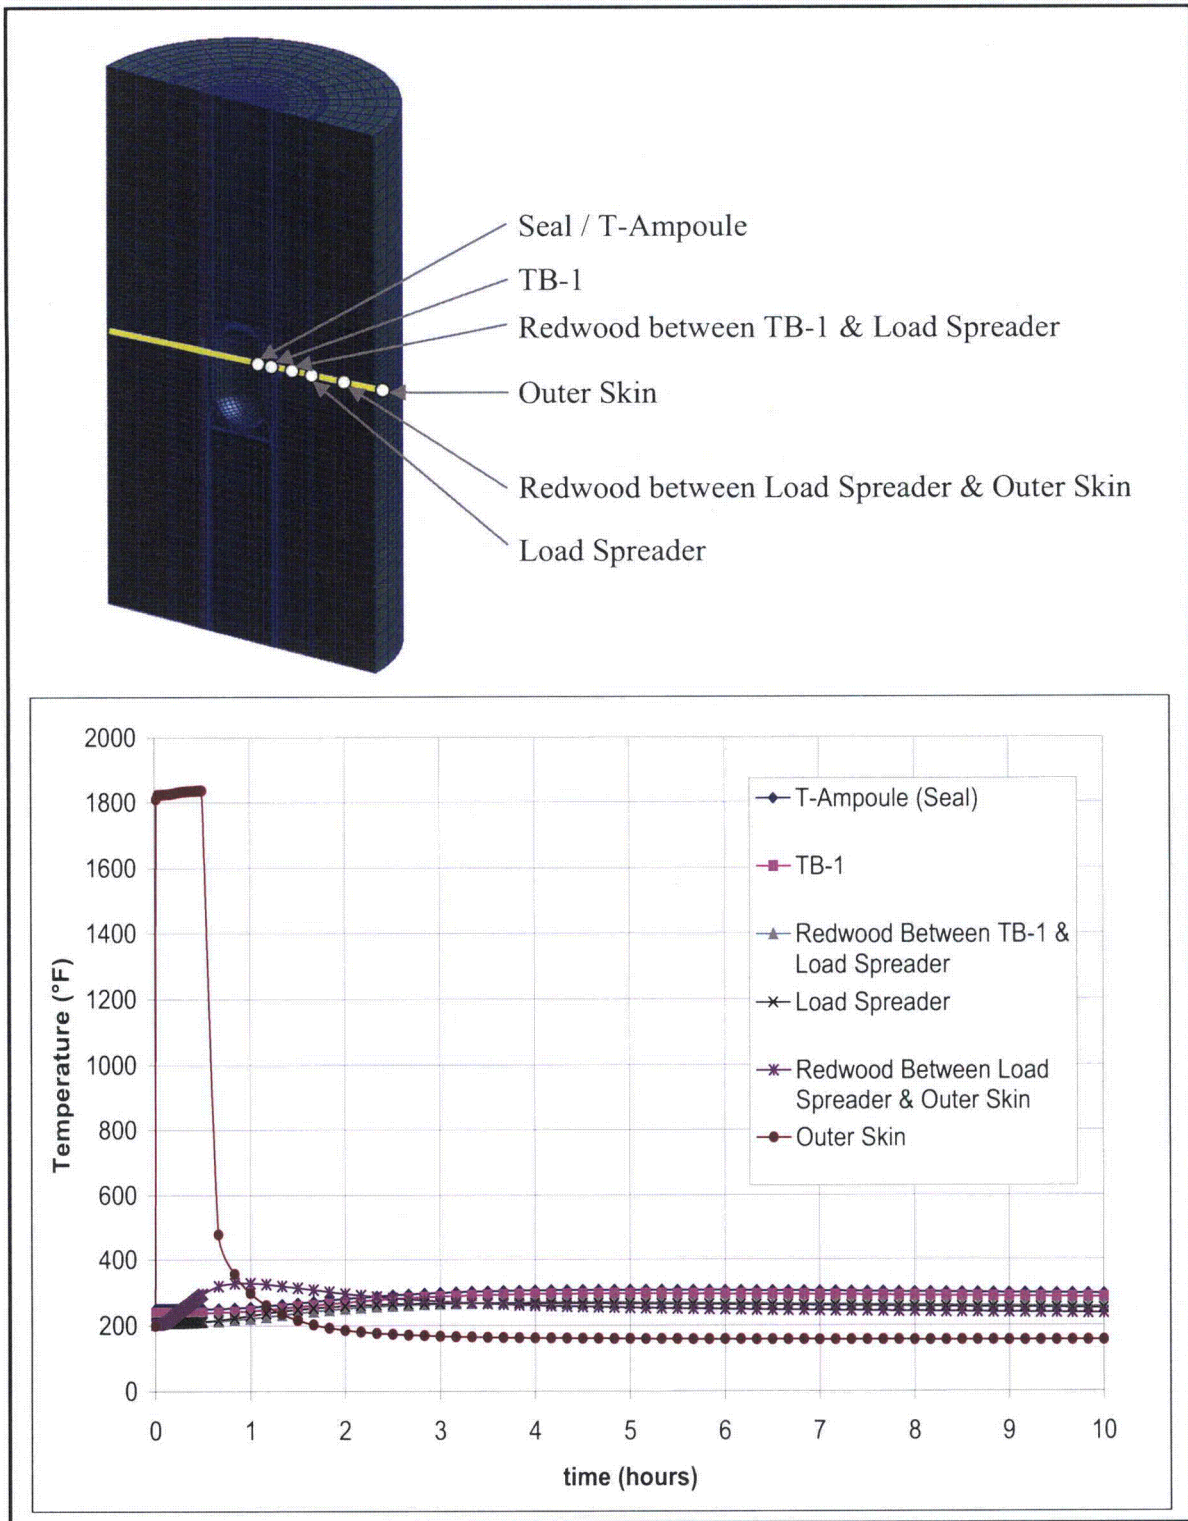 Seal / T-Ampoule
TB-1
Redwood between TB-1 & Load Spreader
Outer Skin
Redwood between Load Spreader & Outer Skin
Load Spreader
2000
1800
1600
1400
1200
1000
800
600
400
200
0
Temperature (°F)
T-Ampoule (Seal)
TB-1
Redwood Between TB-1 &
Load Spreader
Load Spreader
Redwood Between Load
Spreader & Outer Skin
Outer Skin
0 1 2 3 4 5 6 7 8 9 10
time (hours)